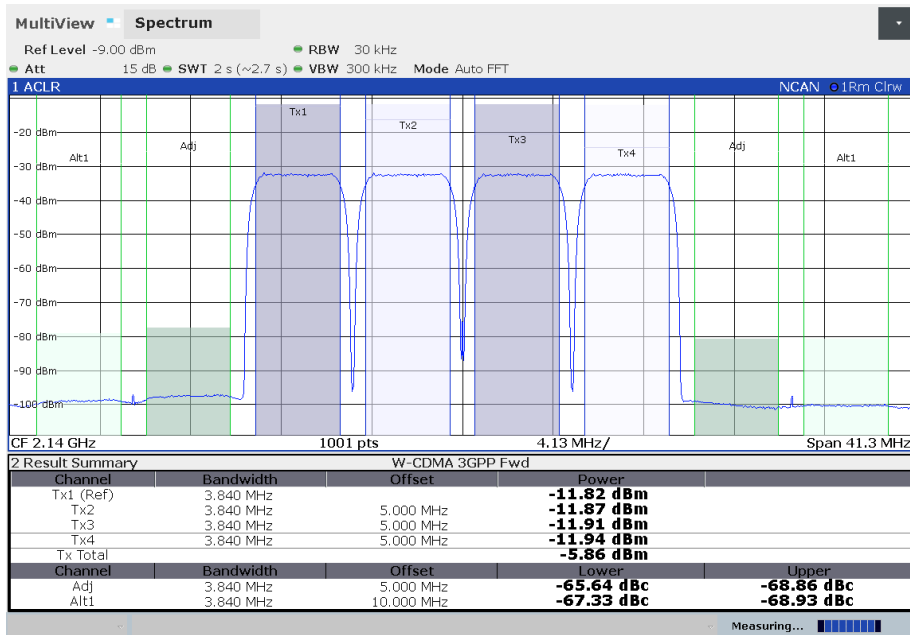 MultiView Spectrum
Ref Level -9.00 dBm RBW 30 kHz
Att 15 dB SWT 2 s (~2.7 s) VBW 300 kHz Mode Auto FFT
1 ACLR NCAN 1Rm Clrw
Tx1
Tx2
-20 dBm
Tx3
Adj Adj
Tx4
Alt1 Alt1
-30 dBm
-40 dBm
-50 dBm
-60 dBm
-70 dBm
-80 dBm
-90 dBm
-100 dBm
CF 2.14 GHz 1001 pts 4.13 MHz/ Span 41.3 MHz
2 Result Summary W-CDMA 3GPP Fwd
Channel Bandwidth Offset Power
Tx1 (Ref) 3.840 MHz -11.82 dBm
Tx2 3.840 MHz 5.000 MHz -11.87 dBm
Tx3 3.840 MHz 5.000 MHz -11.91 dBm
Tx4 3.840 MHz 5.000 MHz -11.94 dBm
Tx Total -5.86 dBm
Channel Bandwidth Offset Lower Upper
Adj 3.840 MHz 5.000 MHz -65.64 dBc -68.86 dBc
Alt1 3.840 MHz 10.000 MHz -67.33 dBc -68.93 dBc
Measuring...